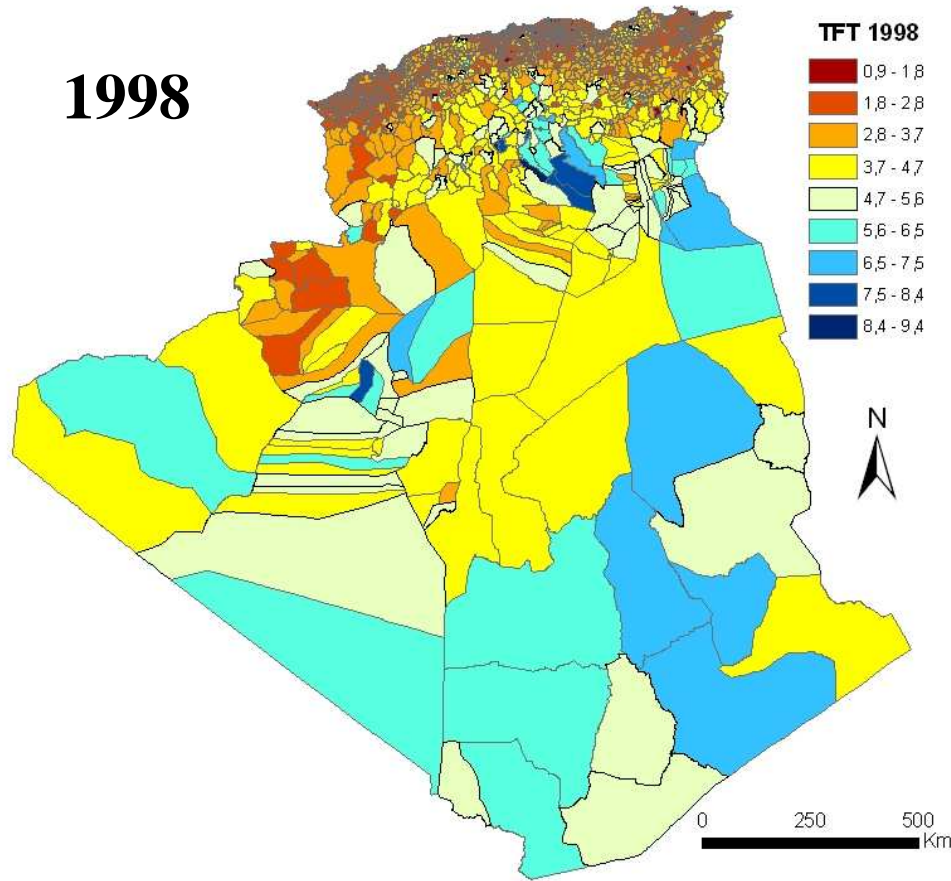 1998
TFT 1998
0,9 - 1,8
1,8 - 2,8
2,8 - 3,7
3,7 - 4,7
4,7 - 5,6
5,6 - 6,5
6,5 - 7,5
7,5 - 8,4
8,4 - 9,4
N
0 250 500
Km